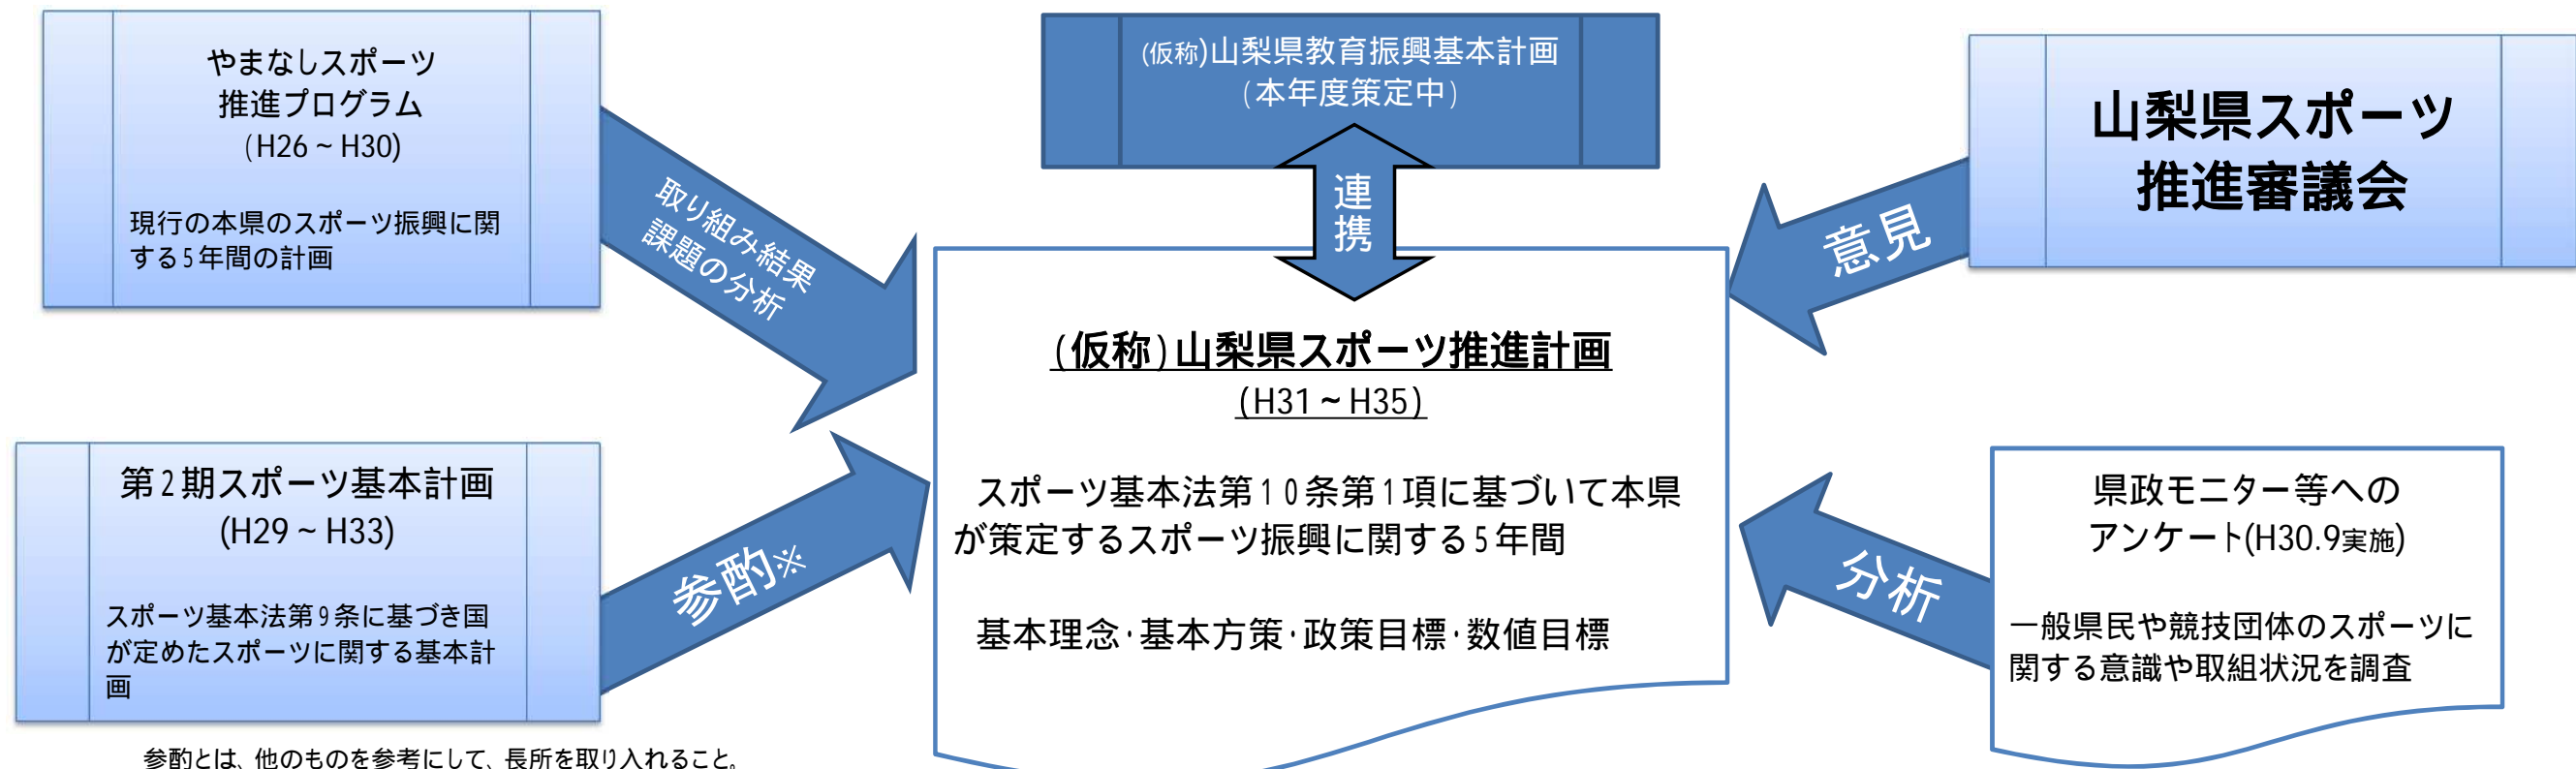 やまなしスポーツ
推進プログラム
(H26～H30)
現行の本県のスポーツ振興に関
する5年間の計画
取り組み結果
課題の分析
(仮称)山梨県教育振興基本計画
(本年度策定中)
連携
山梨県スポーツ
推進審議会
意見
(仮称)山梨県スポーツ推進計画
(H31～H35)
スポーツ基本法第10条第1項に基づいて本県
が策定するスポーツ振興に関する5年間
基本理念・基本方策・政策目標・数値目標
第2期スポーツ基本計画
(H29～H33)
スポーツ基本法第9条に基づき国
が定めたスポーツに関する基本計
画
参酌※
県政モニター等への
アンケート(H30.9実施)
一般県民や競技団体のスポーツに
関する意識や取組状況を調査
分析
参酌とは、他のものを参考にして、長所を取り入れること。